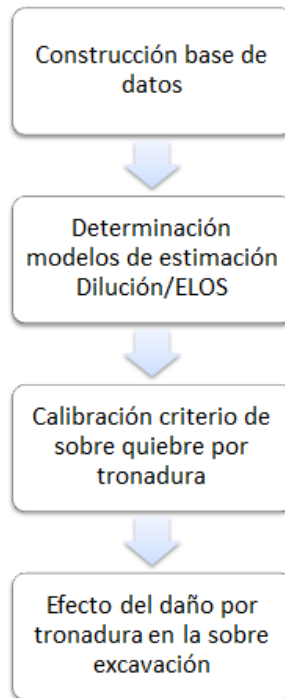 Construcción base de
datos
Determinación
modelos de estimación
Dilución/ELOS
Calibración criterio de
sobre quiebre por
tronadura
Efecto del daño por
tronadura en la sobre
excavación